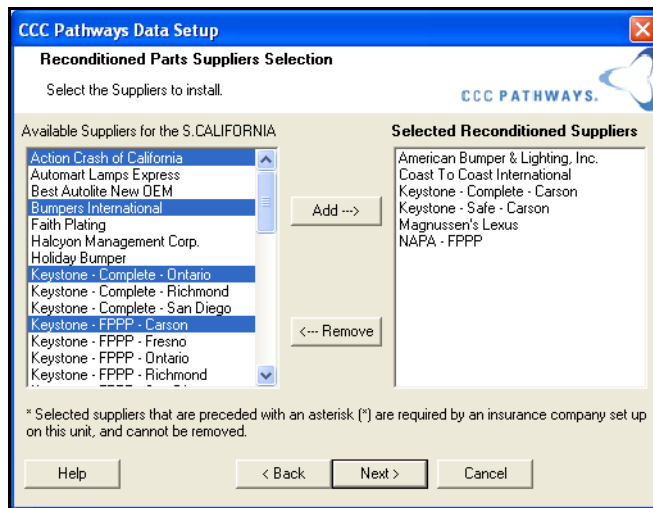 CCC Pathways Data Setup
Reconditioned Parts Suppliers Selection
Select the Suppliers to install.
CCC PATHWAYS.
Available Suppliers for the S.CALIFORNIA
Action Crash of California
Automart Lamps Express
Best Autolite New OEM
Bumpers International
Faith Plating
Halcyon Management Corp.
Holiday Bumper
Keystone - Complete - Ontario
Keystone - Complete - Richmond
Keystone - Complete - San Diego
Keystone - FPPP - Carson
Keystone - FPPP - Fresno
Keystone - FPPP - Ontario
Keystone - FPPP - Richmond
Add --->
<--- Remove
Selected Reconditioned Suppliers
American Bumper & Lighting, Inc.
Coast To Coast International
Keystone - Complete - Carson
Keystone - Safe - Carson
Magnussen's Lexus
NAPA - FPPP
* Selected suppliers that are preceded with an asterisk (*) are required by an insurance company set up
on this unit, and cannot be removed.
Help
< Back
Next >
Cancel